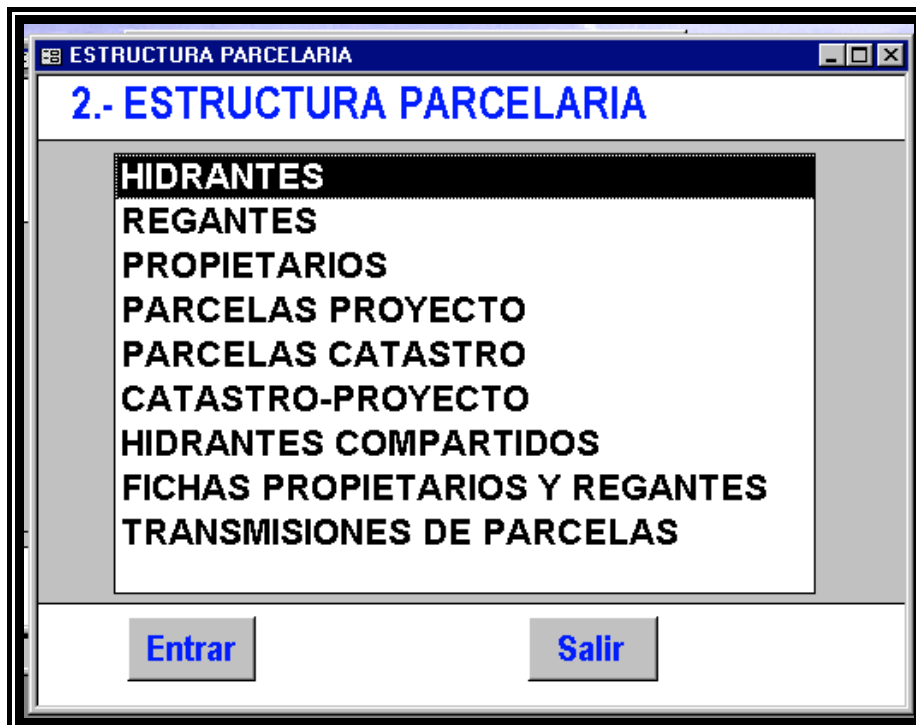 ESTRUCTURA PARCELARIA
2.- ESTRUCTURA PARCELARIA
HIDRANTES
REGANTES
PROPIETARIOS
PARCELAS PROYECTO
PARCELAS CATASTRO
CATASTRO-PROYECTO
HIDRANTES COMPARTIDOS
FICHAS PROPIETARIOS Y REGANTES
TRANSMISIONES DE PARCELAS
Entrar Salir